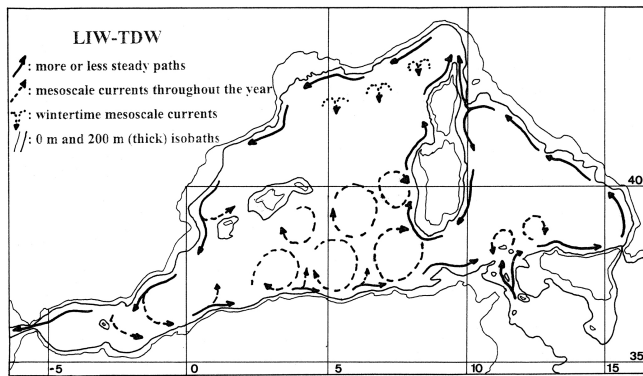 LIW-TDW
: more or less steady paths
: mesoscale currents throughout the year
: wintertime mesoscale currents
: 0 m and 200 m (thick) isobaths
40
35
-5
0
5
10
15